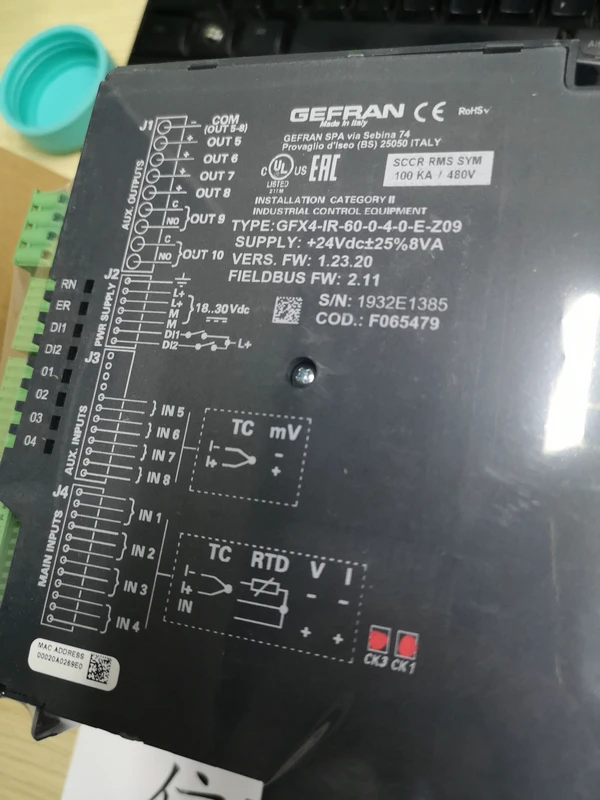 GEFRAN CE RoHS
Made in Italy
GEFRAN SPA via Sebina 74
Provaglio d'Iseo (BS) 25050 ITALY
C UL US EAC
LISTED
SCCR RMS SYM
100 KA / 480V
INSTALLATION CATEGORY II
INDUSTRIAL CONTROL EQUIPMENT
TYPE:GFX4-IR-60-0-4-0-E-Z09
SUPPLY: +24Vdc±25%8VA
VERS. FW: 1.23.20
FIELDBUS FW: 2.11
S/N: 1932E1385
COD.: F065479
J1
AUX. OUTPUTS
- COM
(OUT 5-8)
+ OUT 5
+ OUT 6
+ OUT 7
+ OUT 8
C
NO
OUT 9
C
NO
OUT 10
J2
PWR SUPPLY
L+
L+
M
M
18..30Vdc
DI1
DI2
L+
RN
ER
DI1
DI2
01
02
03
04
J3
AUX. INPUTS
IN 5
IN 6
IN 7
IN 8
TC mV
I- -
I+ +
J4
MAIN INPUTS
IN 1
IN 2
IN 3
IN 4
TC RTD V I
I- - -
I+
IN
+ +
CK3 CK1
MAC ADDRESS
00020A0269E0